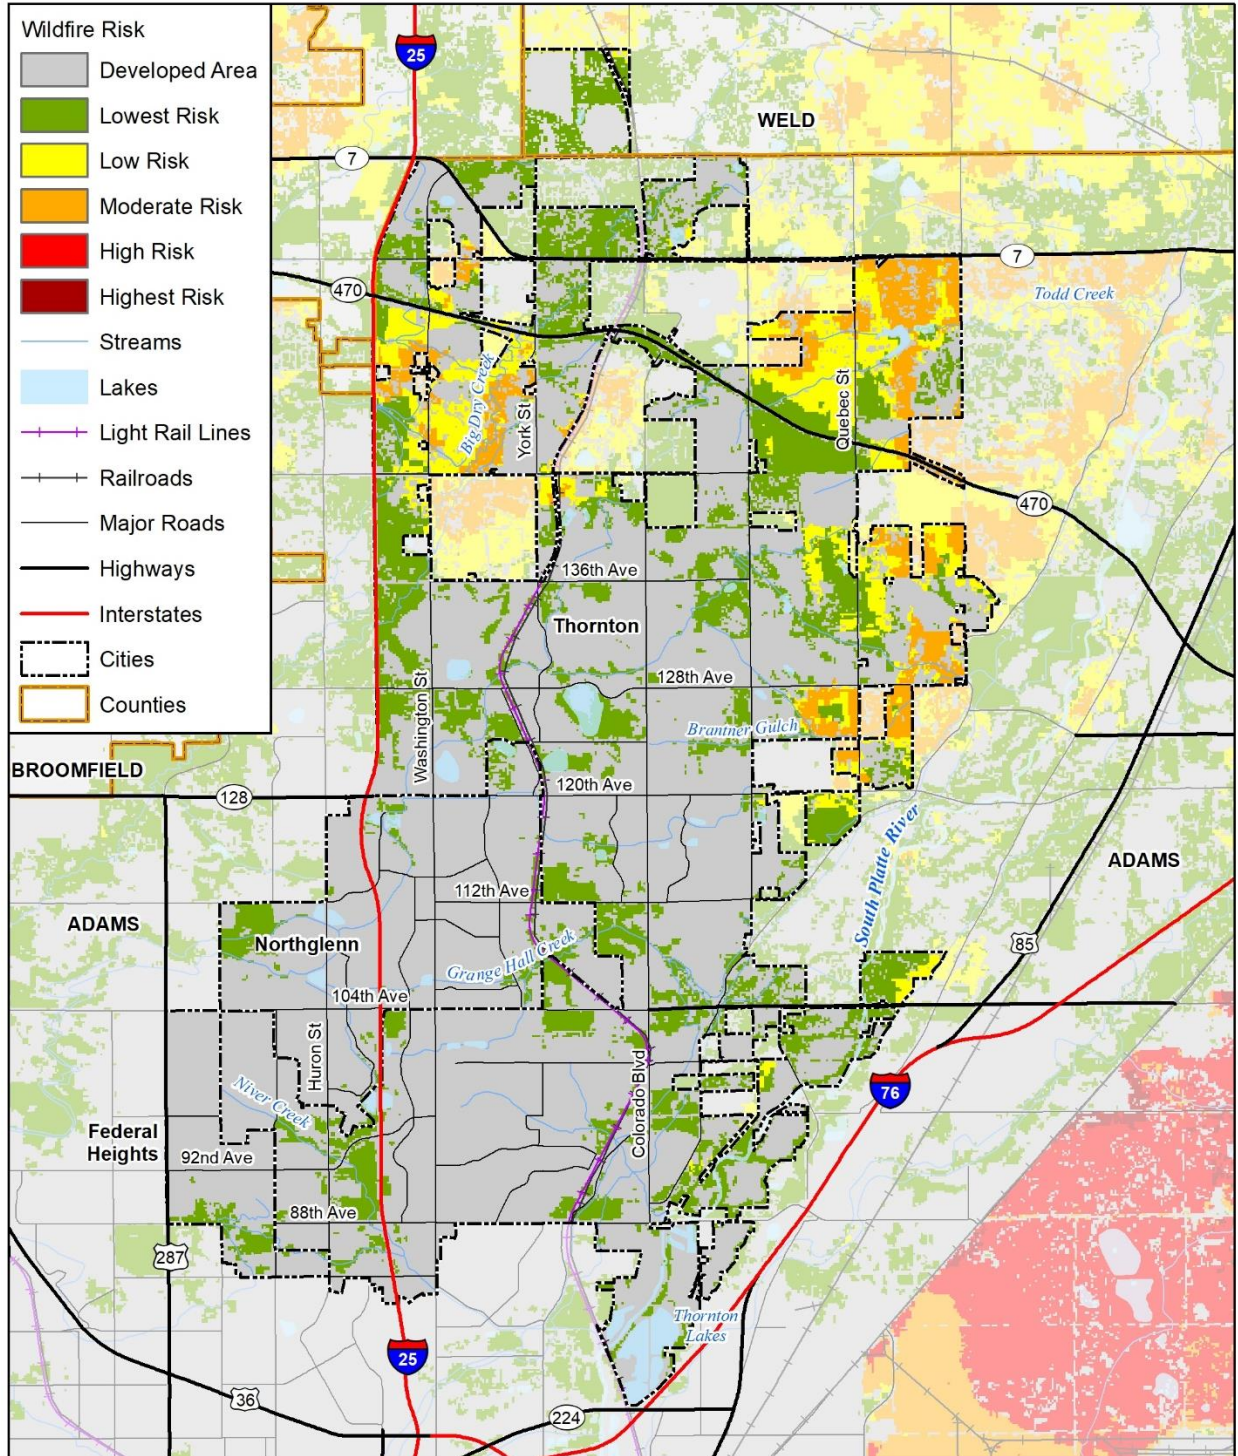 Wildfire Risk
Developed Area
Lowest Risk
Low Risk
Moderate Risk
High Risk
Highest Risk
Streams
Lakes
Light Rail Lines
Railroads
Major Roads
Highways
Interstates
Cities
Counties
25
WELD
7
7
Todd Creek
470
Big Dry Creek
York St
Quebec St
470
136th Ave
Thornton
128th Ave
Washington St
Brantner Gulch
BROOMFIELD
120th Ave
128
South Platte River
ADAMS
112th Ave
ADAMS
Northglenn
85
Grange Hall Creek
104th Ave
Huron St
Colorado Blvd
76
Niver Creek
Federal
Heights
92nd Ave
88th Ave
287
Thornton
Lakes
25
36
224